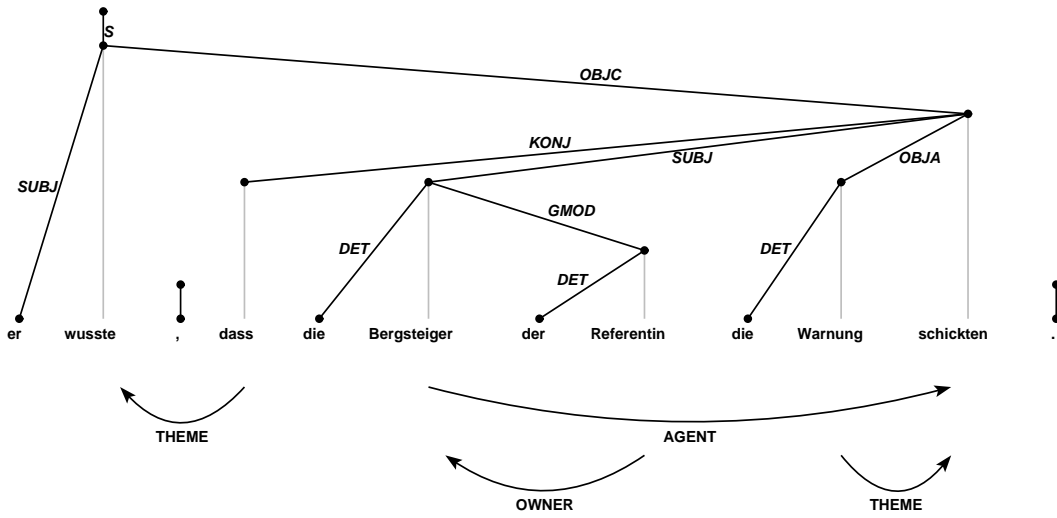 S
OBJC
KONJ
SUBJ
OBJA
SUBJ
GMOD
DET
DET
DET
er wusste , dass die Bergsteiger der Referentin die Warnung schickten .
THEME AGENT
OWNER THEME